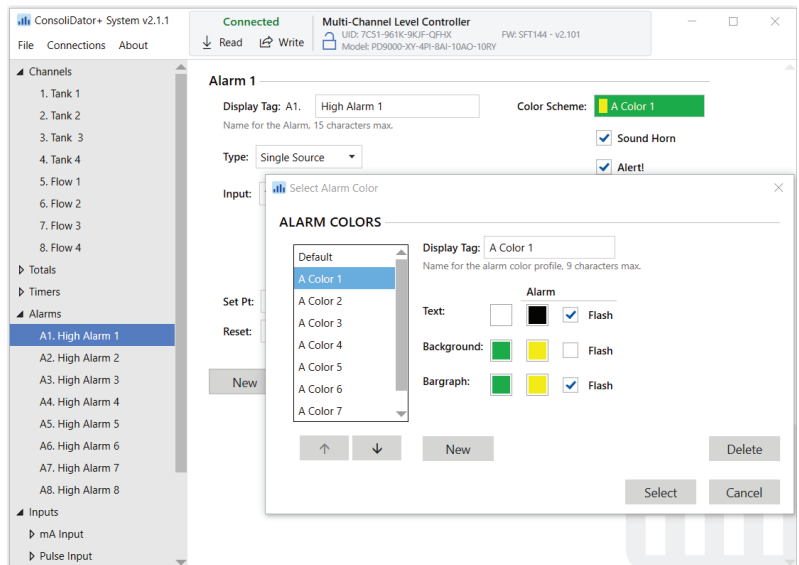 ConsoliDator+ System v2.1.1
File Connections About
Connected
Read Write
Multi-Channel Level Controller
UID: 7C51-961K-9KJF-QFHX FW: SFT144 - v2.101
Model: PD9000-XY-4PI-8AI-10AO-10RY
Channels
1. Tank 1
2. Tank 2
3. Tank 3
4. Tank 4
5. Flow 1
6. Flow 2
7. Flow 3
8. Flow 4
Totals
Timers
Alarms
A1. High Alarm 1
A2. High Alarm 2
A3. High Alarm 3
A4. High Alarm 4
A5. High Alarm 5
A6. High Alarm 6
A7. High Alarm 7
A8. High Alarm 8
Inputs
mA Input
Pulse Input
Alarm 1
Display Tag: A1. High Alarm 1
Name for the Alarm, 15 characters max.
Type: Single Source
Input:
Set Pt:
Reset:
New
Color Scheme: A Color 1
Sound Horn
Alert!
Select Alarm Color
ALARM COLORS
Default
A Color 1
A Color 2
A Color 3
A Color 4
A Color 5
A Color 6
A Color 7
Display Tag: A Color 1
Name for the alarm color profile, 9 characters max.
Alarm
Text: Flash
Background: Flash
Bargraph: Flash
New
Delete
Select
Cancel